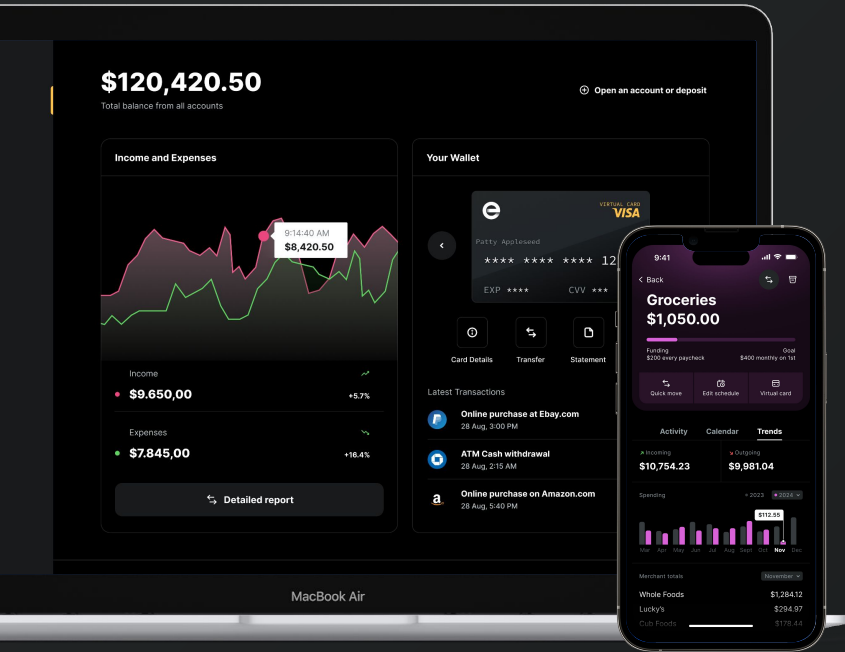 $120,420.50
Total balance from all accounts
Open an account or deposit
Income and Expenses
9:14:40 AM
$8,420.50
Income
$9.650,00
+5.7%
Expenses
$7.845,00
+16.4%
Detailed report
Your Wallet
VIRTUAL CARD
VISA
Patty Appleseed
**** **** **** 12
EXP **** CVV ***
Card Details Transfer Statement
Latest Transactions
Online purchase at Ebay.com
28 Aug, 3:00 PM
ATM Cash withdrawal
28 Aug, 2:15 AM
Online purchase on Amazon.com
28 Aug, 5:40 PM
MacBook Air
9:41
Back
Groceries
$1,050.00
Funding Goal
$200 every paycheck $400 monthly on 1st
Quick move Edit schedule Virtual card
Activity Calendar Trends
Incoming Outgoing
$10,754.23 $9,981.04
Spending 2023 2024
$112.55
Mar Apr May Jun Jul Aug Sept Oct Nov Dec
Merchant totals November
Whole Foods $1,284.12
Lucky's $294.97
Cub Foods $178.44